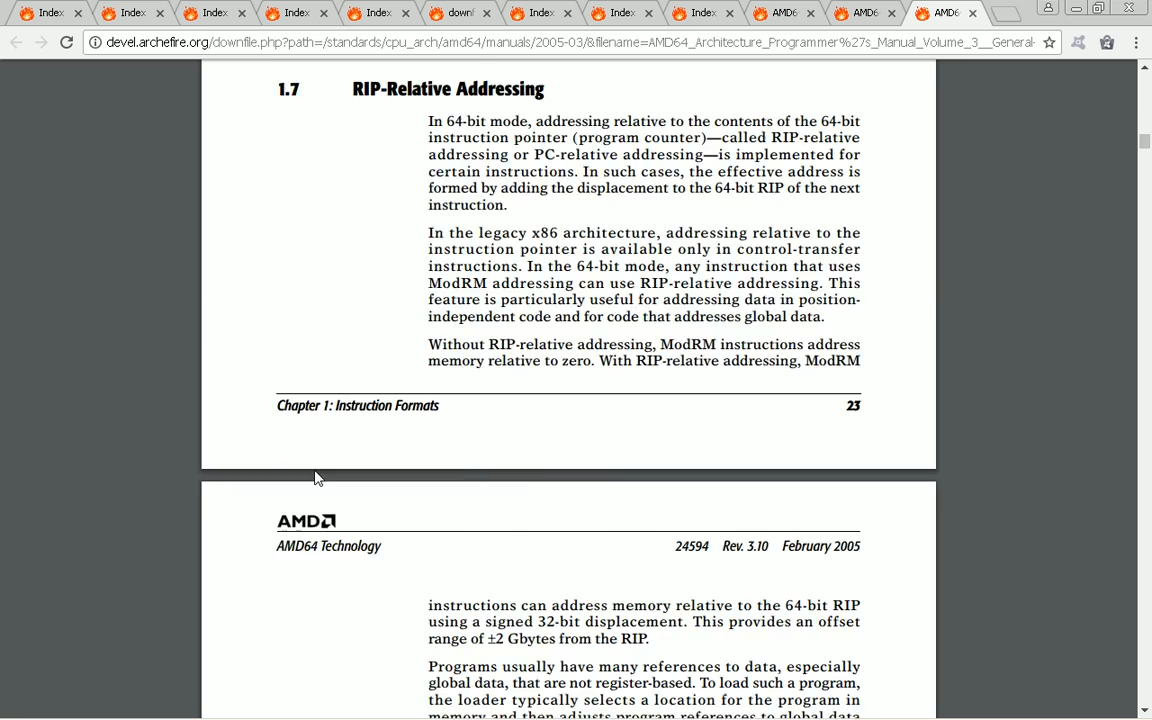 Index
Index
Index
Index
Index
downf
Index
Index
Index
AMD6
AMD6
AMD6
devel.archefire.org/downfile.php?path=/standards/cpu_arch/amd64/manuals/2005-03/&filename=AMD64_Architecture_Programmer%27s_Manual_Volume_3__General-
1.7 RIP-Relative Addressing
In 64-bit mode, addressing relative to the contents of the 64-bit
instruction pointer (program counter)—called RIP-relative
addressing or PC-relative addressing—is implemented for
certain instructions. In such cases, the effective address is
formed by adding the displacement to the 64-bit RIP of the next
instruction.
In the legacy x86 architecture, addressing relative to the
instruction pointer is available only in control-transfer
instructions. In the 64-bit mode, any instruction that uses
ModRM addressing can use RIP-relative addressing. This
feature is particularly useful for addressing data in position-
independent code and for code that addresses global data.
Without RIP-relative addressing, ModRM instructions address
memory relative to zero. With RIP-relative addressing, ModRM
Chapter 1: Instruction Formats 23
AMD
AMD64 Technology 24594 Rev. 3.10 February 2005
instructions can address memory relative to the 64-bit RIP
using a signed 32-bit displacement. This provides an offset
range of ±2 Gbytes from the RIP.
Programs usually have many references to data, especially
global data, that are not register-based. To load such a program,
the loader typically selects a location for the program in
memory and then adjusts program references to global data